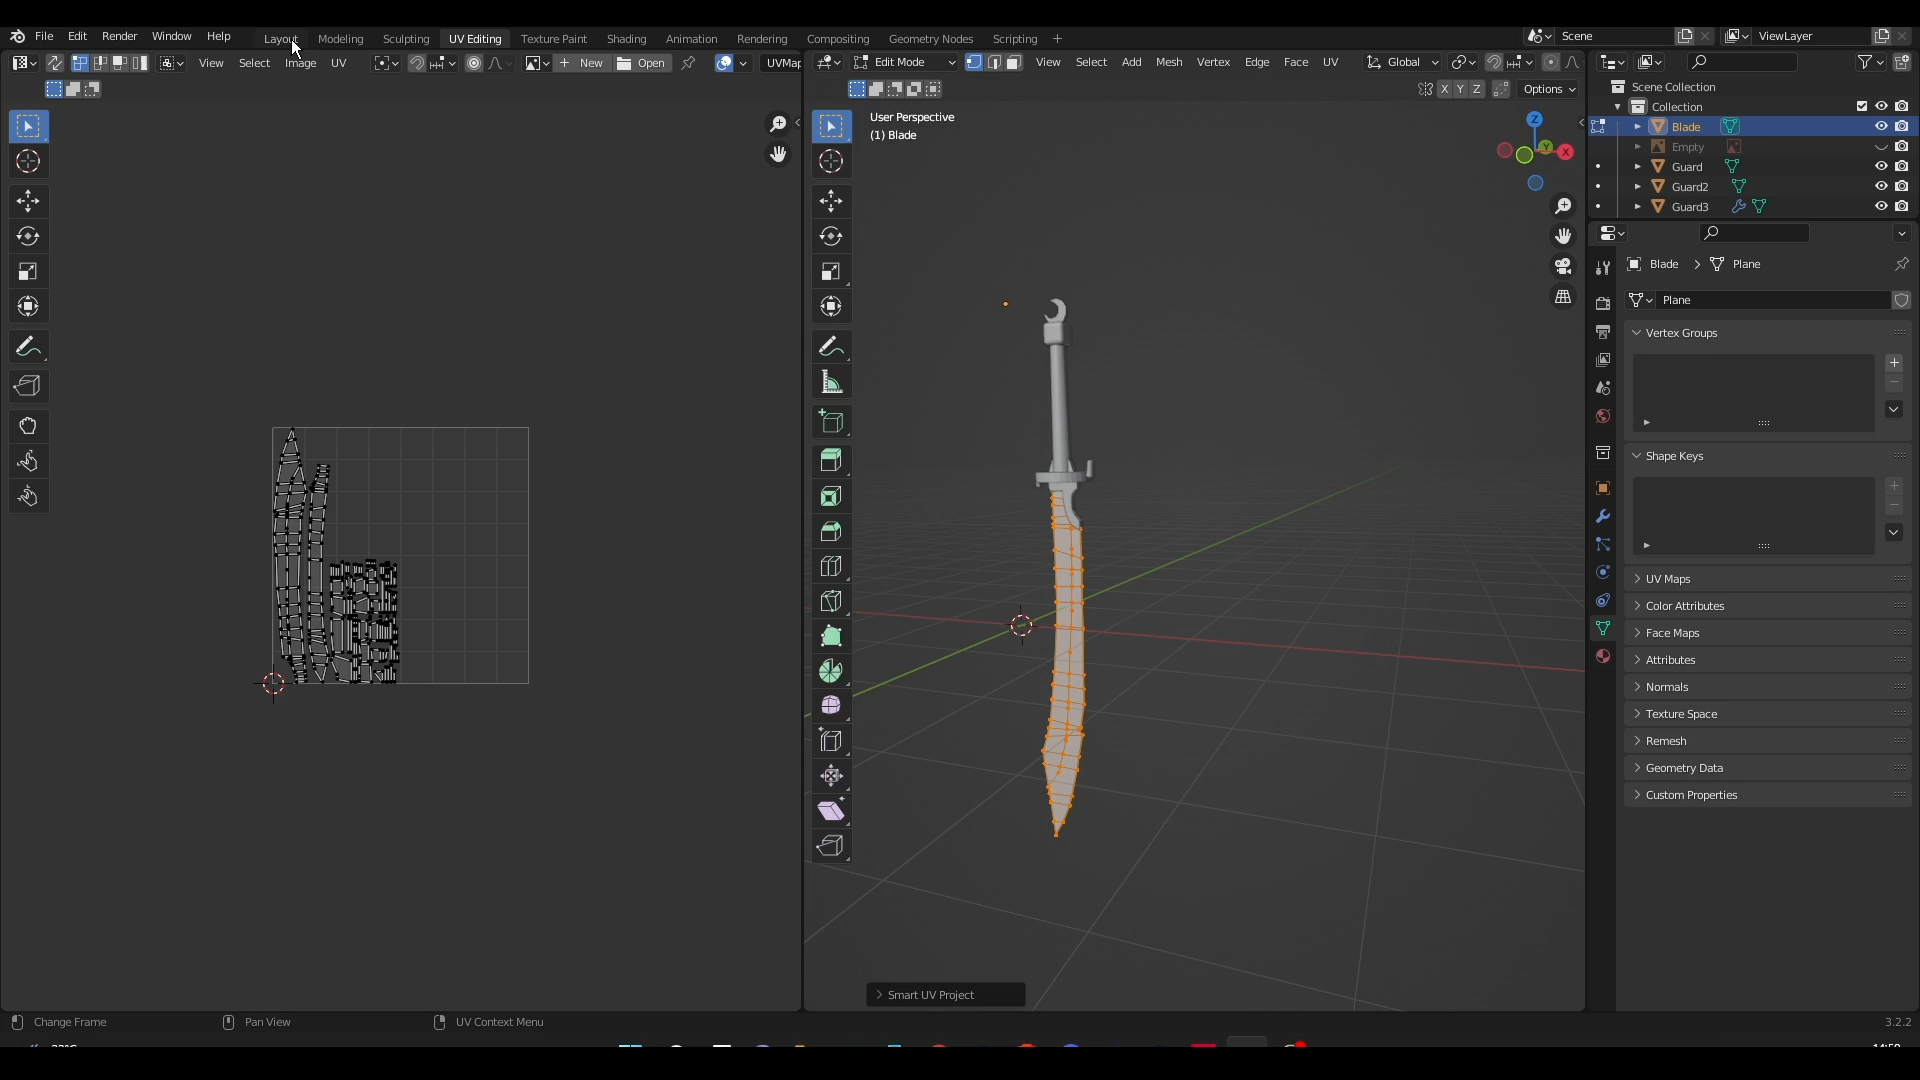 File Edit Render Window Help
Layout Modeling Sculpting UV Editing Texture Paint Shading Animation Rendering Compositing Geometry Nodes Scripting +
Scene
ViewLayer
View Select Image UV
New
Open
UVMap
Edit Mode
View Select Add Mesh Vertex Edge Face UV
Global
X Y Z
Options
User Perspective
(1) Blade
Z
Y
X
Scene Collection
Collection
Blade
Empty
Guard
Guard2
Guard3
Blade > Plane
Plane
Vertex Groups
Shape Keys
UV Maps
Color Attributes
Face Maps
Attributes
Normals
Texture Space
Remesh
Geometry Data
Custom Properties
Smart UV Project
Change Frame
Pan View
UV Context Menu
3.2.2